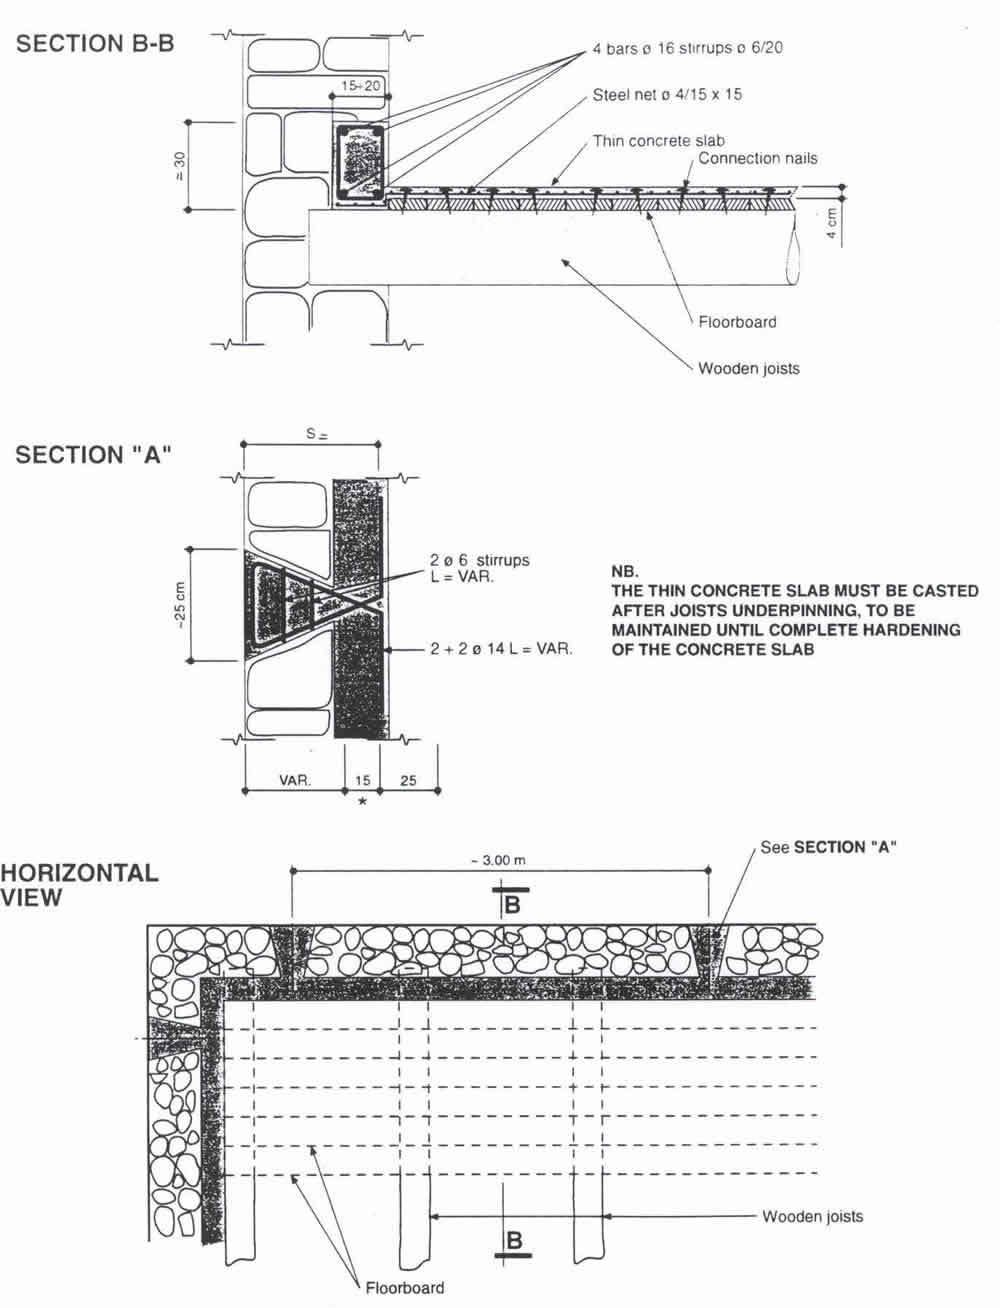 SECTION B-B
4 bars ø 16 stirrups ø 6/20
15÷20
Steel net ø 4/15 x 15
Thin concrete slab
Connection nails
≃ 30
4 cm
Floorboard
Wooden joists
SECTION "A"
S =
~25 cm
2 ø 6 stirrups
L = VAR.
2 + 2 ø 14 L = VAR.
NB.
THE THIN CONCRETE SLAB MUST BE CASTED
AFTER JOISTS UNDERPINNING, TO BE
MAINTAINED UNTIL COMPLETE HARDENING
OF THE CONCRETE SLAB
VAR. 15 25
*
HORIZONTAL
VIEW
~ 3.00 m
See SECTION "A"
B
Wooden joists
B
Floorboard